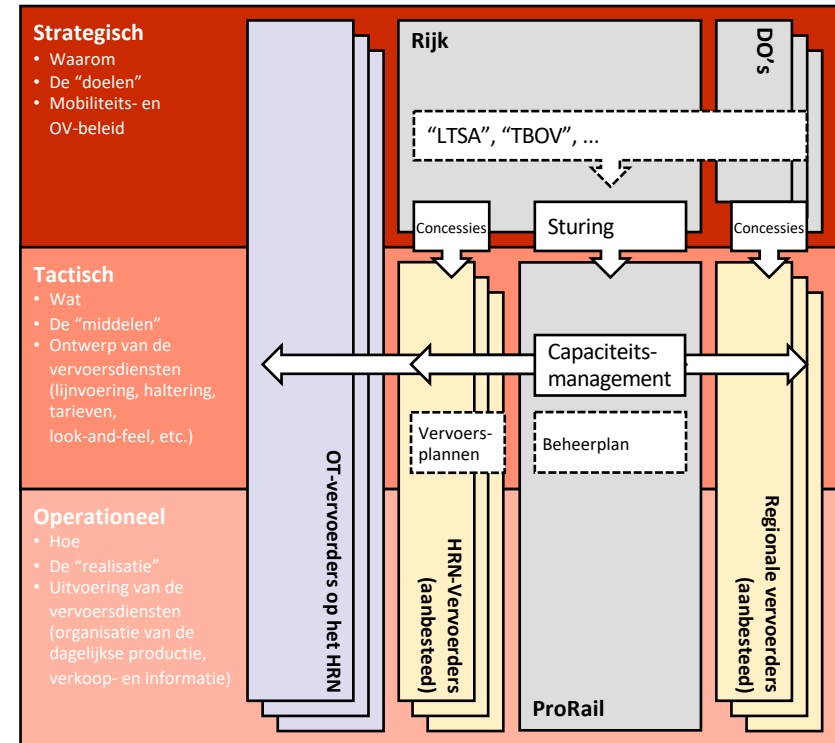 Strategisch
• Waarom
• De “doelen”
• Mobiliteits- en
OV-beleid
Rijk
DO’s
“LTSA”, “TBOV”, ...
Concessies
Sturing
Concessies
Tactisch
• Wat
• De “middelen”
• Ontwerp van de
vervoersdiensten
(lijnvoering, haltering,
tarieven,
look-and-feel, etc.)
Capaciteits-
management
Vervoers-
plannen
Beheerplan
Operationeel
• Hoe
• De “realisatie”
• Uitvoering van de
vervoersdiensten
(organisatie van de
dagelijkse productie,
verkoop- en informatie)
OT-vervoerders op het HRN
HRN-Vervoerders
(aanbesteed)
ProRail
Regionale vervoerders
(aanbesteed)